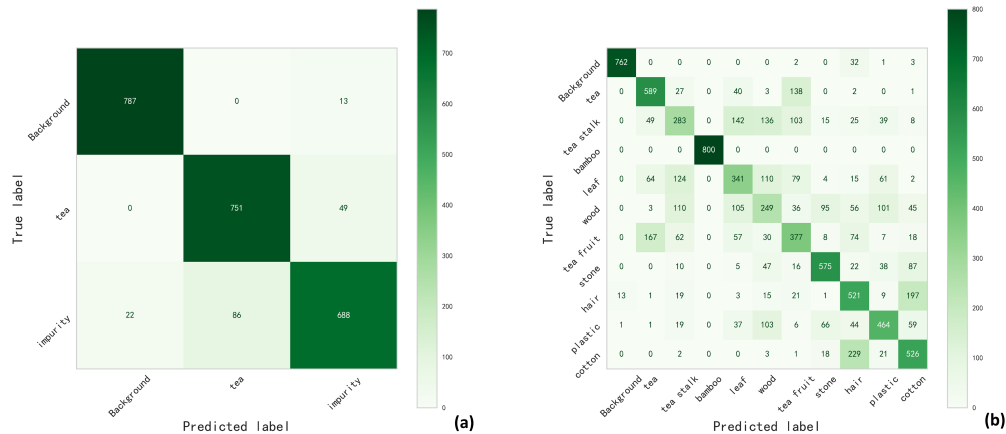 Background
tea
impurity
True label
787 0 13
0 751 49
22 86 688
Background tea impurity
Predicted label
700
600
500
400
300
200
100
0
(a)
Background
tea
tea stalk
bamboo
leaf
wood
tea fruit
stone
hair
plastic
cotton
True label
762 0 0 0 0 0 2 0 32 1 3
0 589 27 0 40 3 138 0 2 0 1
0 49 283 0 142 136 103 15 25 39 8
0 0 0 800 0 0 0 0 0 0 0
0 64 124 0 341 110 79 4 15 61 2
0 3 110 0 105 249 36 95 56 101 45
0 167 62 0 57 30 377 8 74 7 18
0 0 10 0 5 47 16 575 22 38 87
13 1 19 0 3 15 21 1 521 9 197
1 1 19 0 37 103 6 66 44 464 59
0 0 2 0 0 3 1 18 229 21 526
Background tea tea stalk bamboo leaf wood tea fruit stone hair plastic cotton
Predicted label
800
700
600
500
400
300
200
100
0
(b)